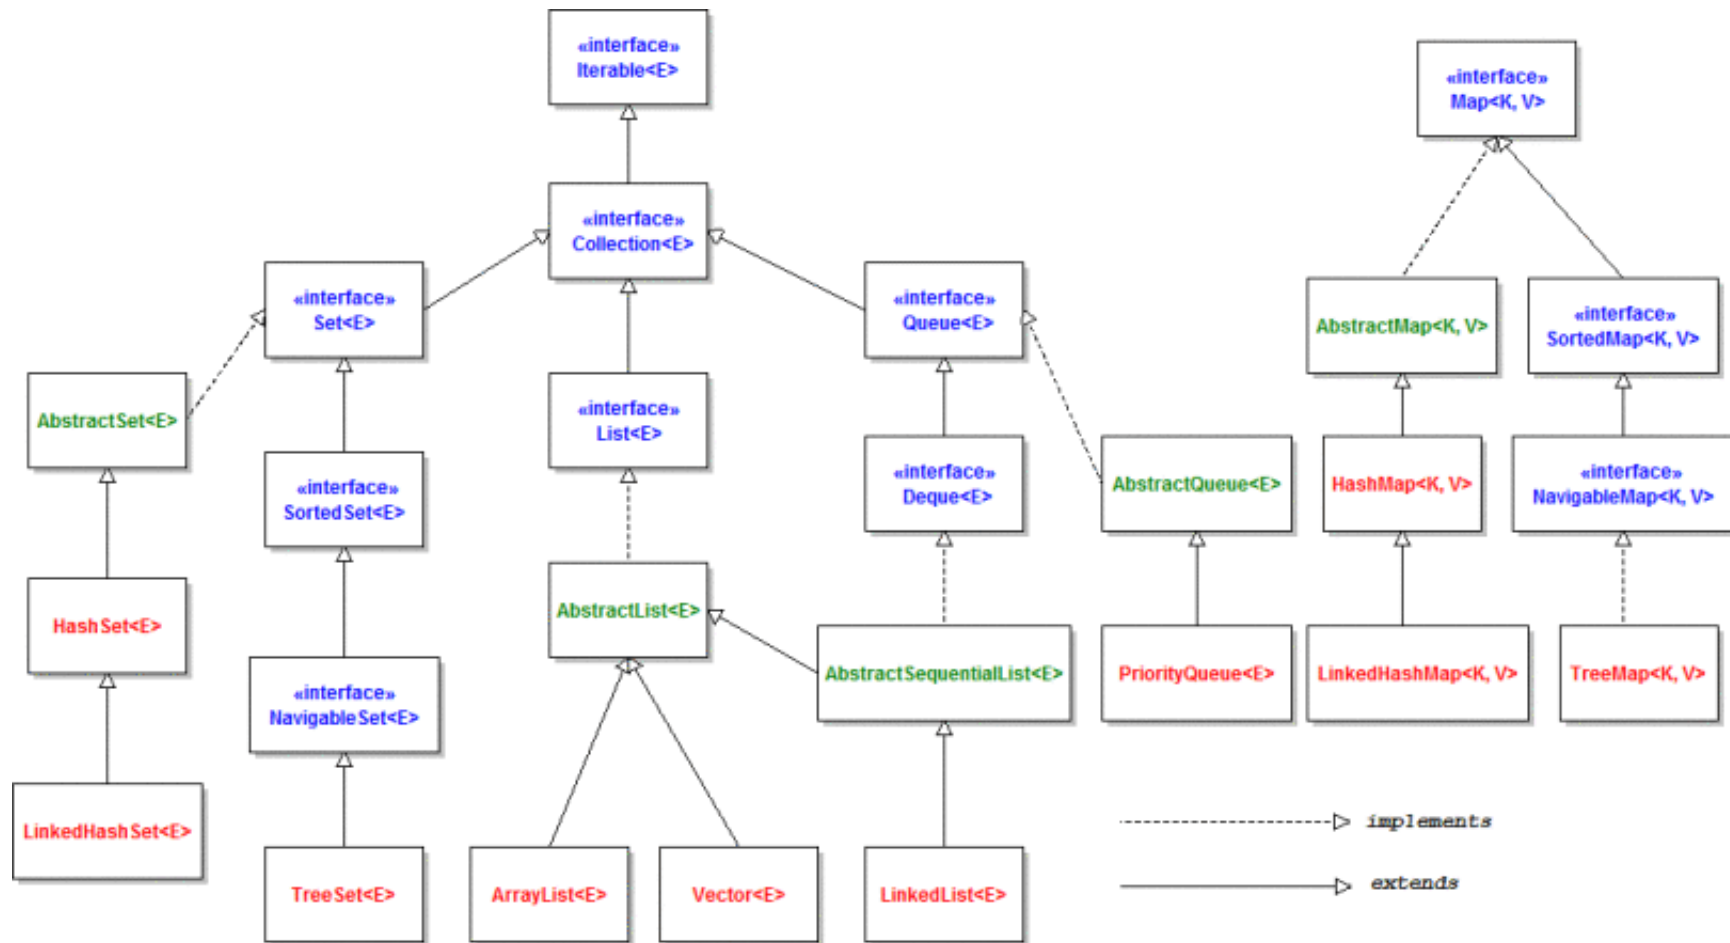 «interface»
Iterable<E>
«interface»
Map<K, V>
«interface»
Collection<E>
«interface»
Set<E>
«interface»
Queue<E>
AbstractMap<K, V>
«interface»
SortedMap<K, V>
AbstractSet<E>
«interface»
List<E>
«interface»
SortedSet<E>
«interface»
Deque<E>
AbstractQueue<E>
HashMap<K, V>
«interface»
NavigableMap<K, V>
HashSet<E>
AbstractList<E>
«interface»
NavigableSet<E>
AbstractSequentialList<E>
PriorityQueue<E>
LinkedHashMap<K, V>
TreeMap<K, V>
LinkedHashSet<E>
TreeSet<E>
ArrayList<E>
Vector<E>
LinkedList<E>
implements
extends